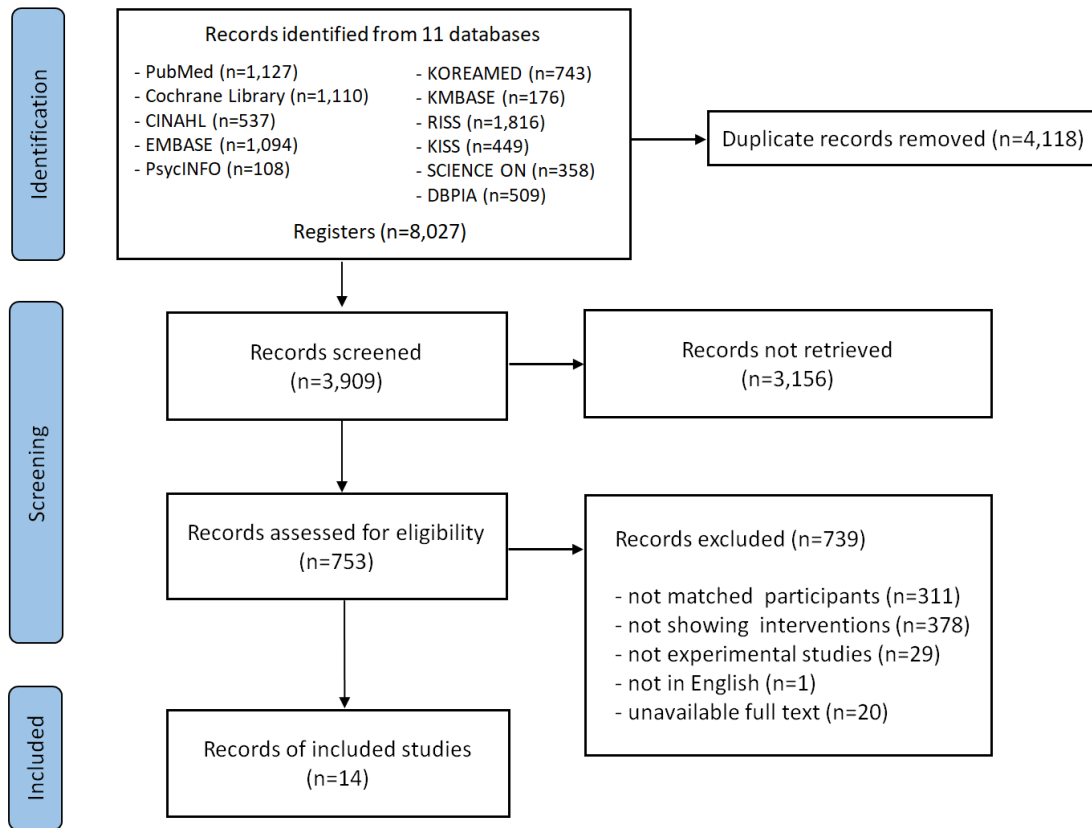 Identification
Records identified from 11 databases
- PubMed (n=1,127)
- Cochrane Library (n=1,110)
- CINAHL (n=537)
- EMBASE (n=1,094)
- PsycINFO (n=108)
- KOREAMED (n=743)
- KMBASE (n=176)
- RISS (n=1,816)
- KISS (n=449)
- SCIENCE ON (n=358)
- DBPIA (n=509)
Registers (n=8,027)
Duplicate records removed (n=4,118)
Screening
Records screened
(n=3,909)
Records not retrieved
(n=3,156)
Records assessed for eligibility
(n=753)
Records excluded (n=739)
- not matched participants (n=311)
- not showing interventions (n=378)
- not experimental studies (n=29)
- not in English (n=1)
- unavailable full text (n=20)
Included
Records of included studies
(n=14)